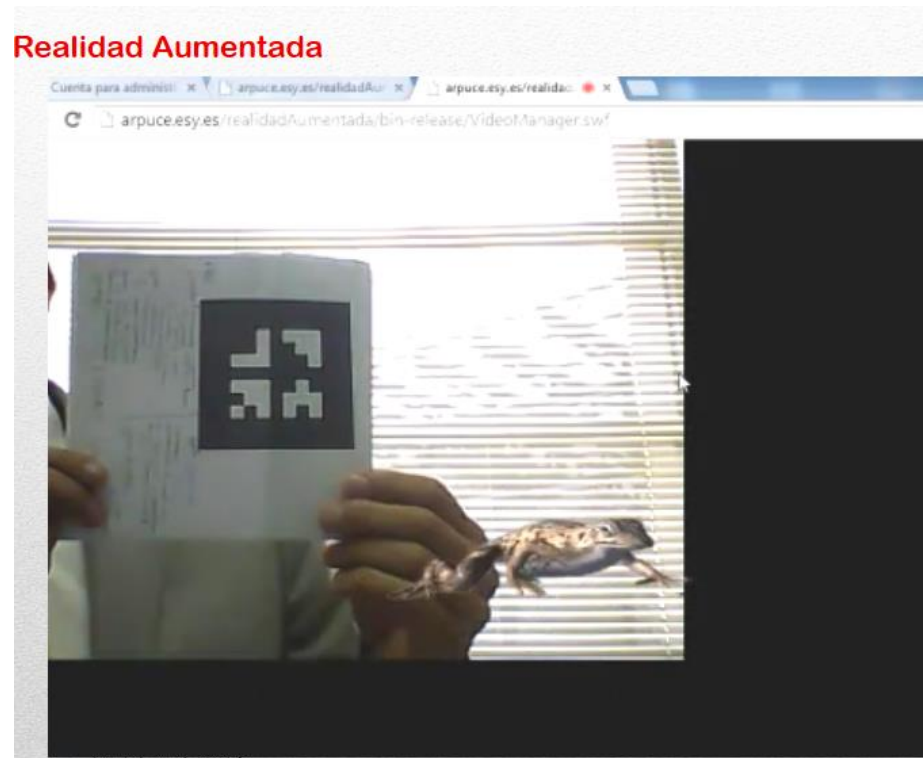 Realidad Aumentada
Cuenta para administ arpuce.esy.es/realidadAu arpuce.esy.es/realidad
arpuce.esy.es/realidadAumentada/bin-release/VideoManager.swf